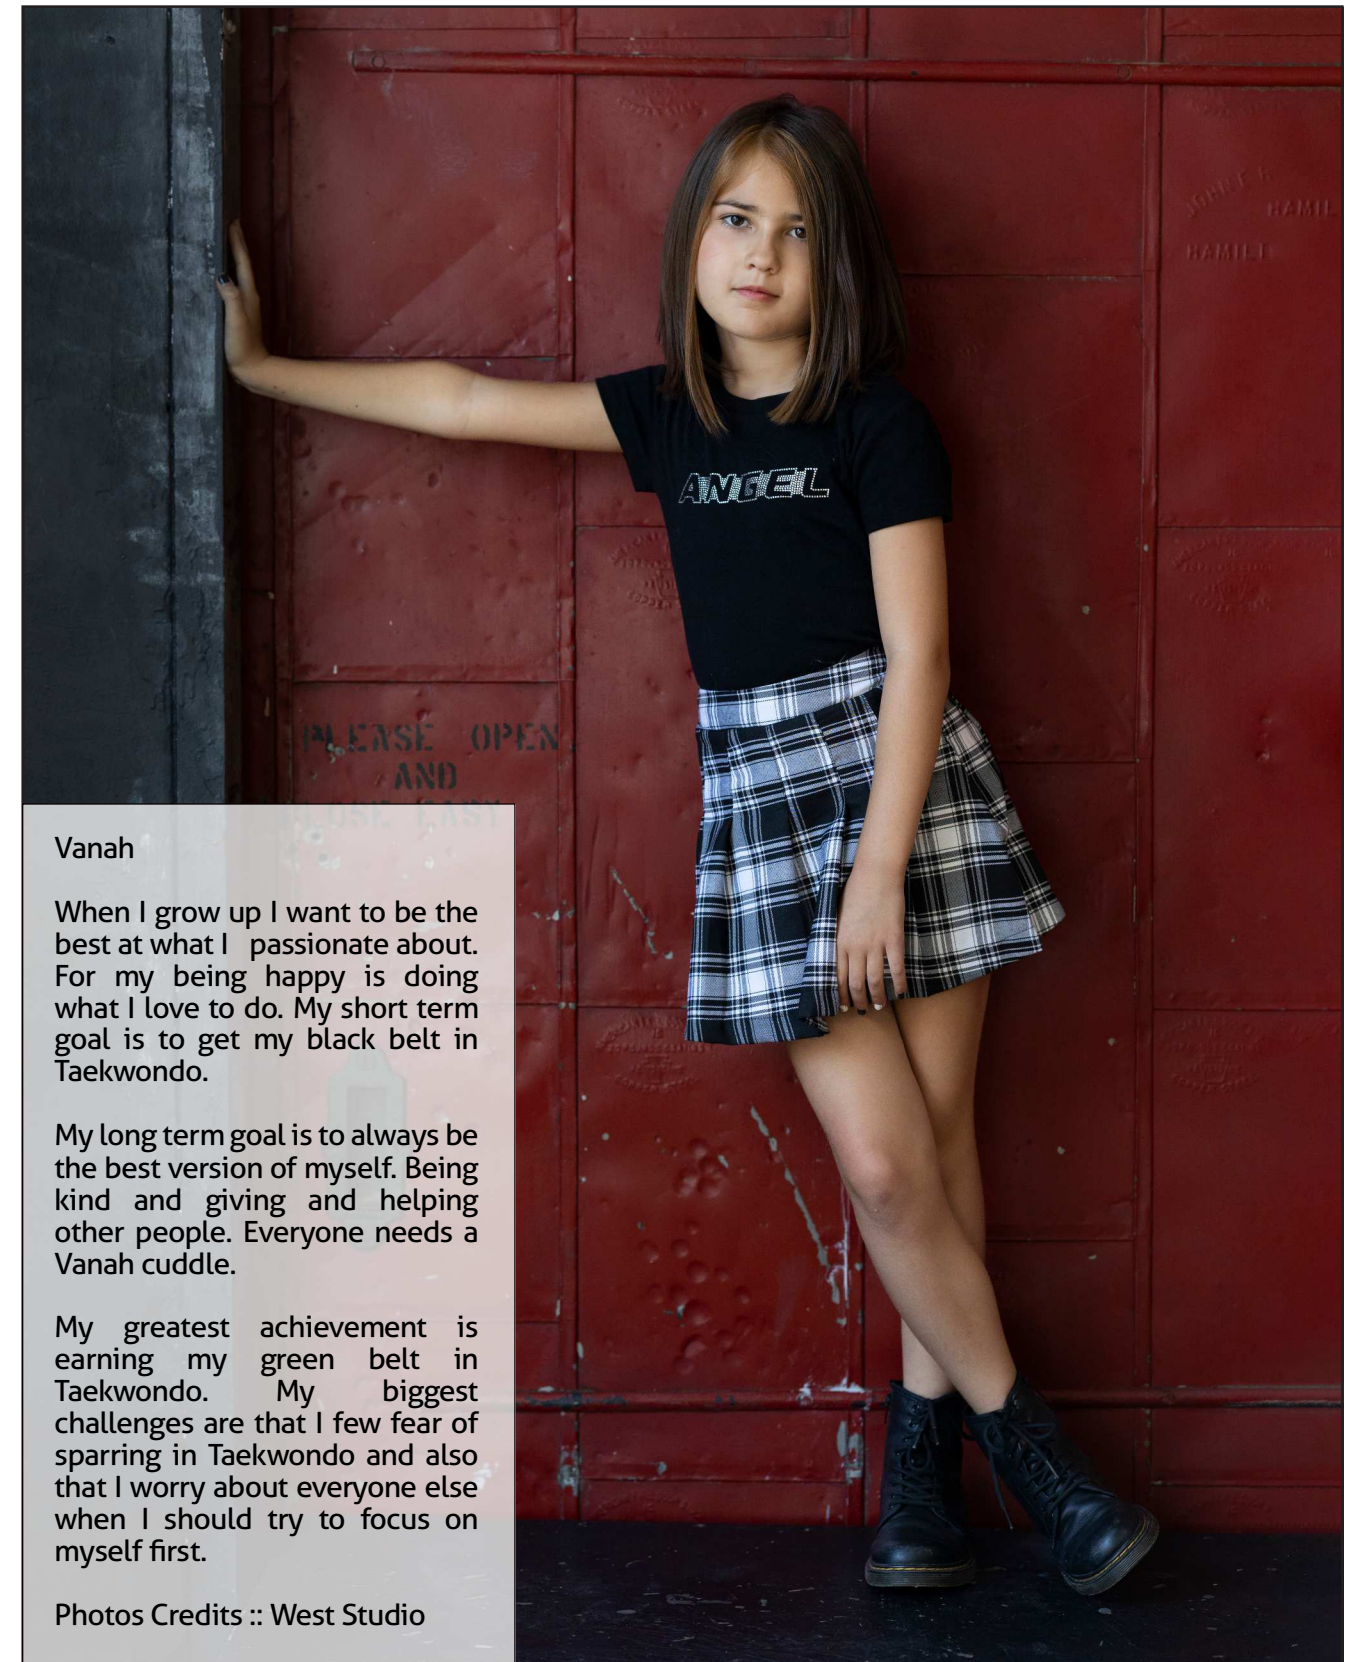 JOHN E. R
HAMIL
HAMILT
ANGEL
PLEASE OPEN
AND
CLOSE EASY
Vanah
When I grow up I want to be the
best at what I passionate about.
For my being happy is doing
what I love to do. My short term
goal is to get my black belt in
Taekwondo.
My long term goal is to always be
the best version of myself. Being
kind and giving and helping
other people. Everyone needs a
Vanah cuddle.
My greatest achievement is
earning my green belt in
Taekwondo. My biggest
challenges are that I few fear of
sparring in Taekwondo and also
that I worry about everyone else
when I should try to focus on
myself first.
Photos Credits :: West Studio